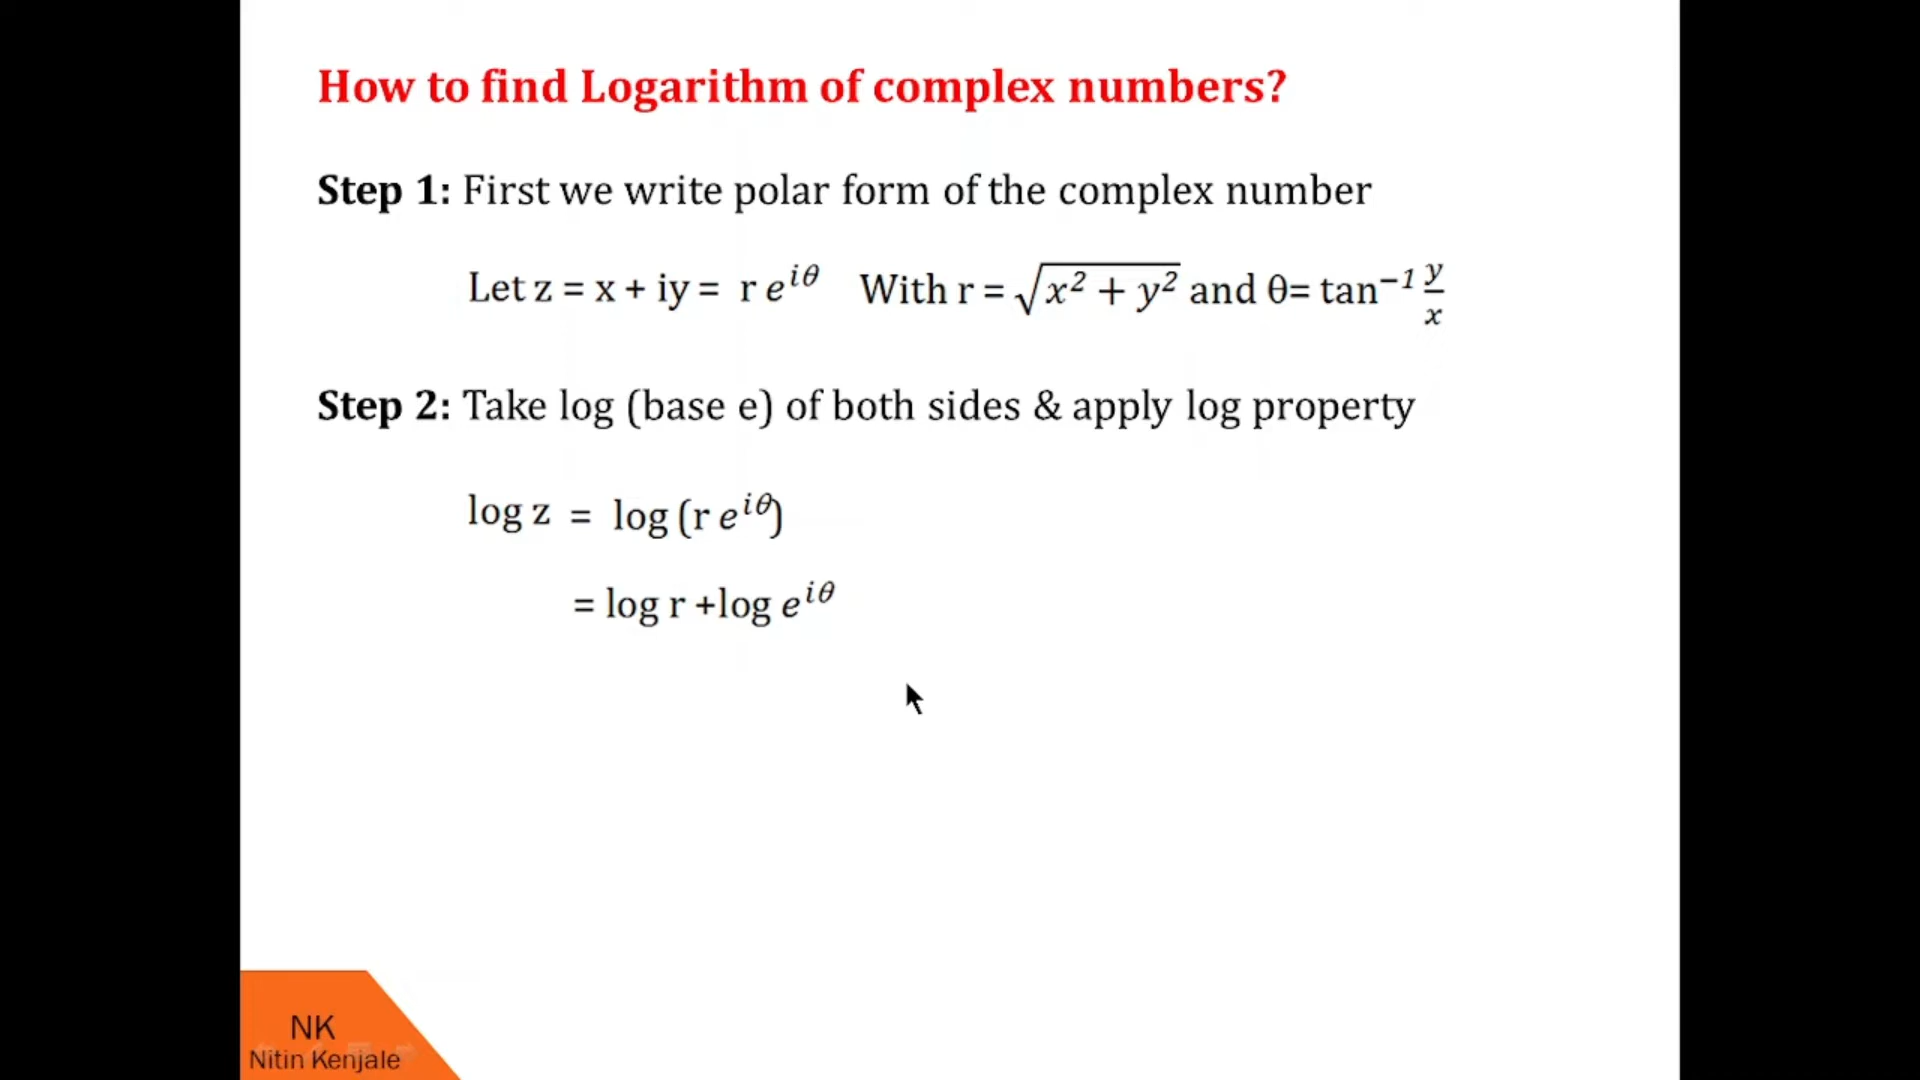 How to find Logarithm of complex numbers?
Step 1: First we write polar form of the complex number
Let z = x + iy = r e^{iθ} With r = √(x² + y²) and θ= tan⁻¹ y/x
Step 2: Take log (base e) of both sides & apply log property
log z = log (r e^{iθ})
= log r +log e^{iθ}
NK
Nitin Kenjale